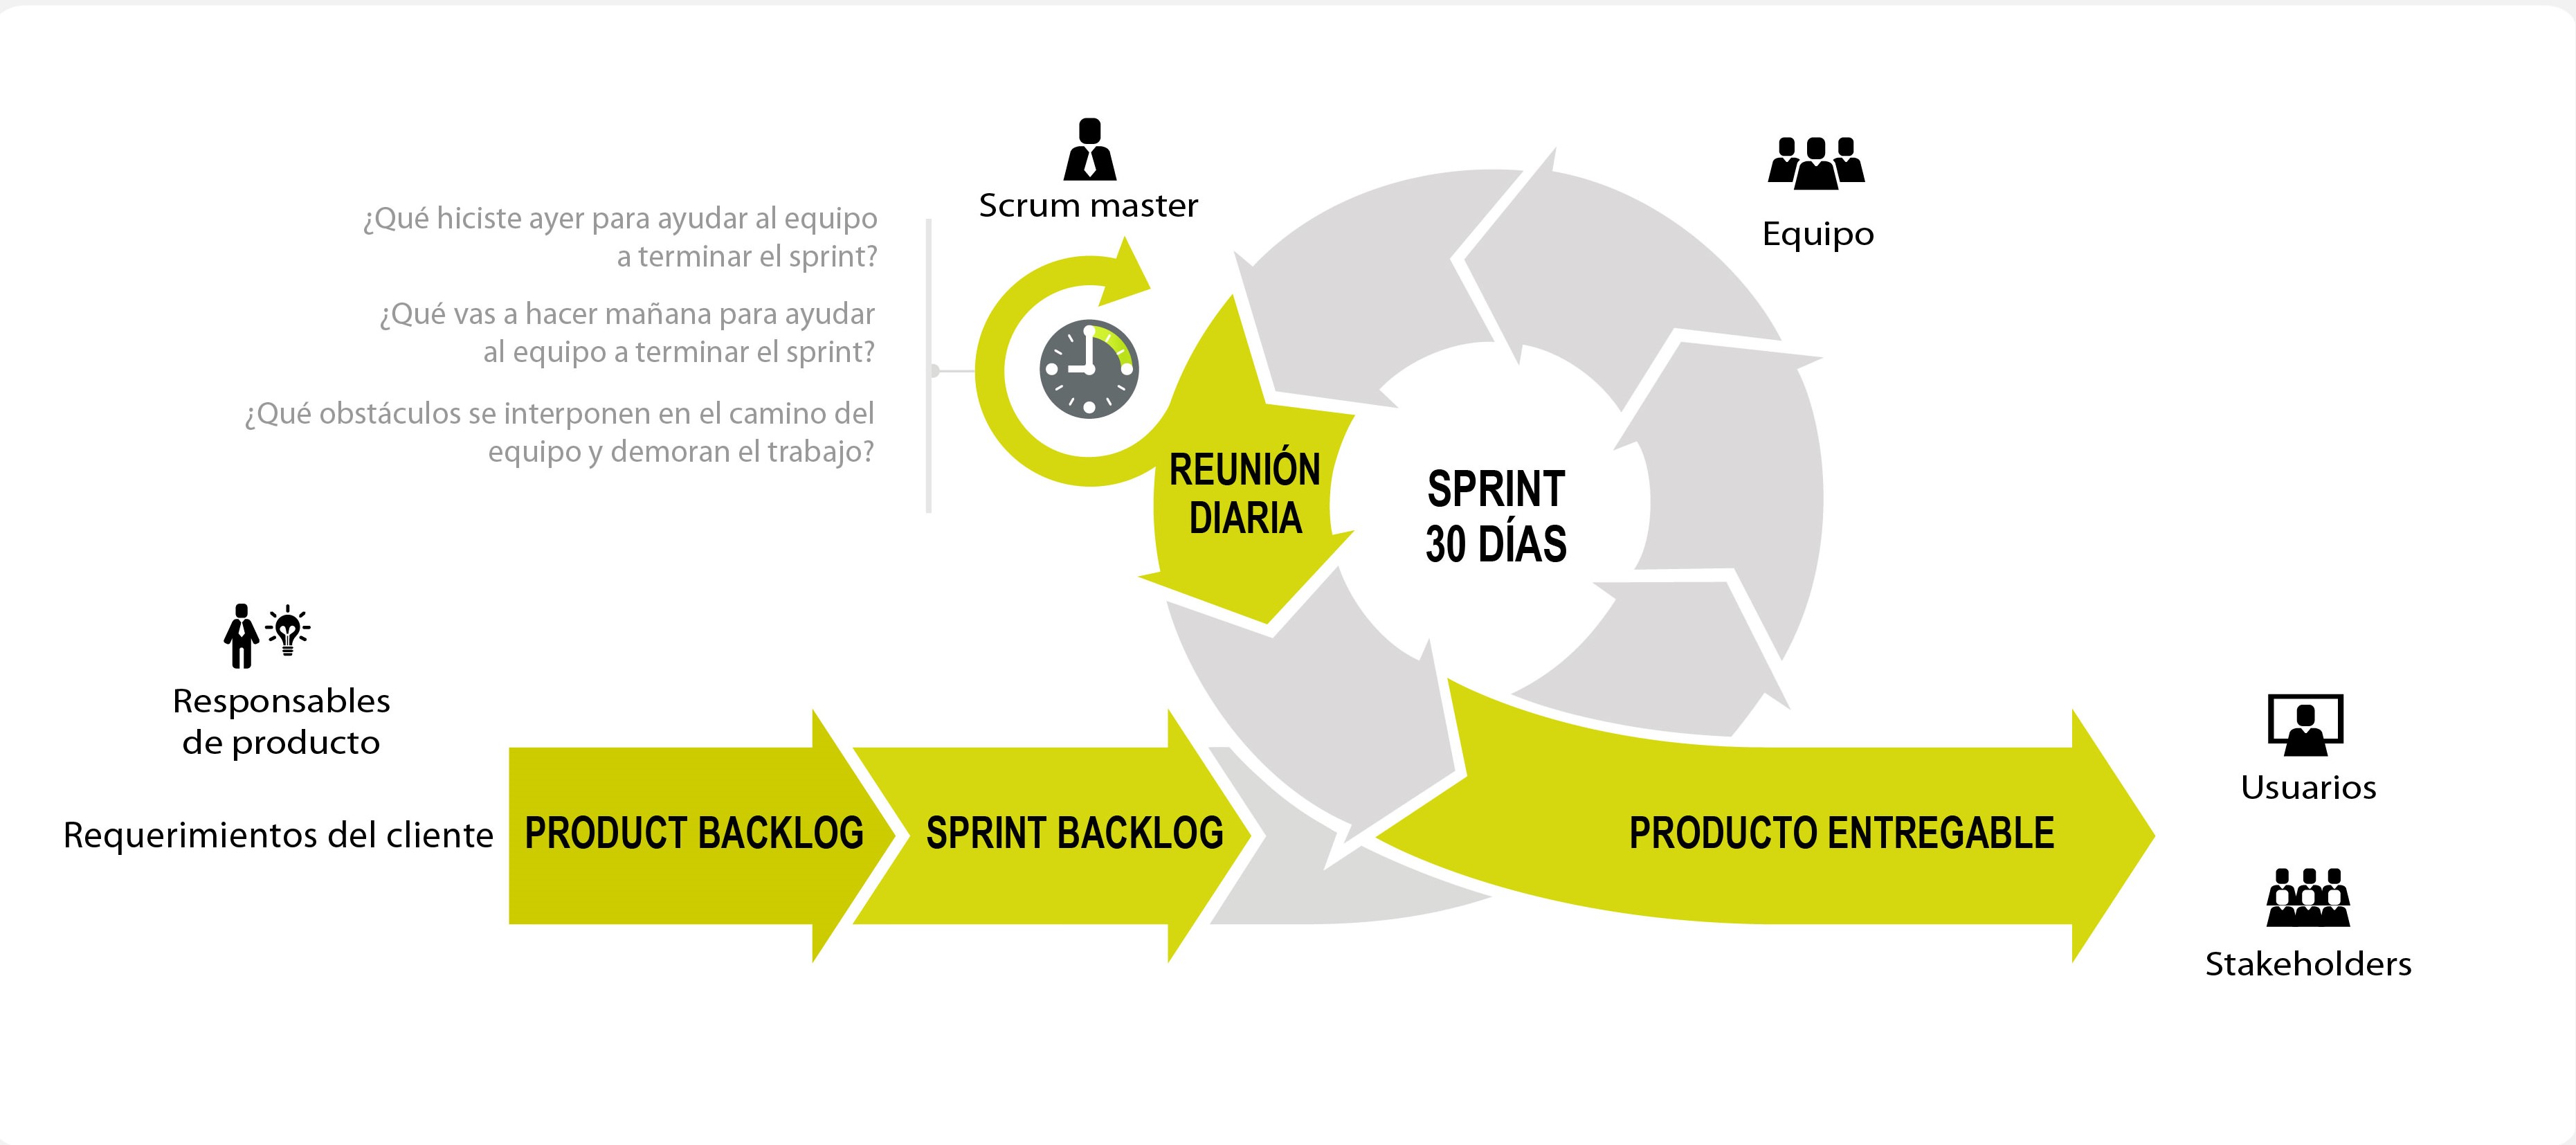 Scrum master
Equipo
¿Qué hiciste ayer para ayudar al equipo
a terminar el sprint?
¿Qué vas a hacer mañana para ayudar
al equipo a terminar el sprint?
¿Qué obstáculos se interponen en el camino del
equipo y demoran el trabajo?
REUNIÓN
DIARIA
SPRINT
30 DÍAS
Responsables
de producto
Requerimientos del cliente
PRODUCT BACKLOG
SPRINT BACKLOG
PRODUCTO ENTREGABLE
Usuarios
Stakeholders